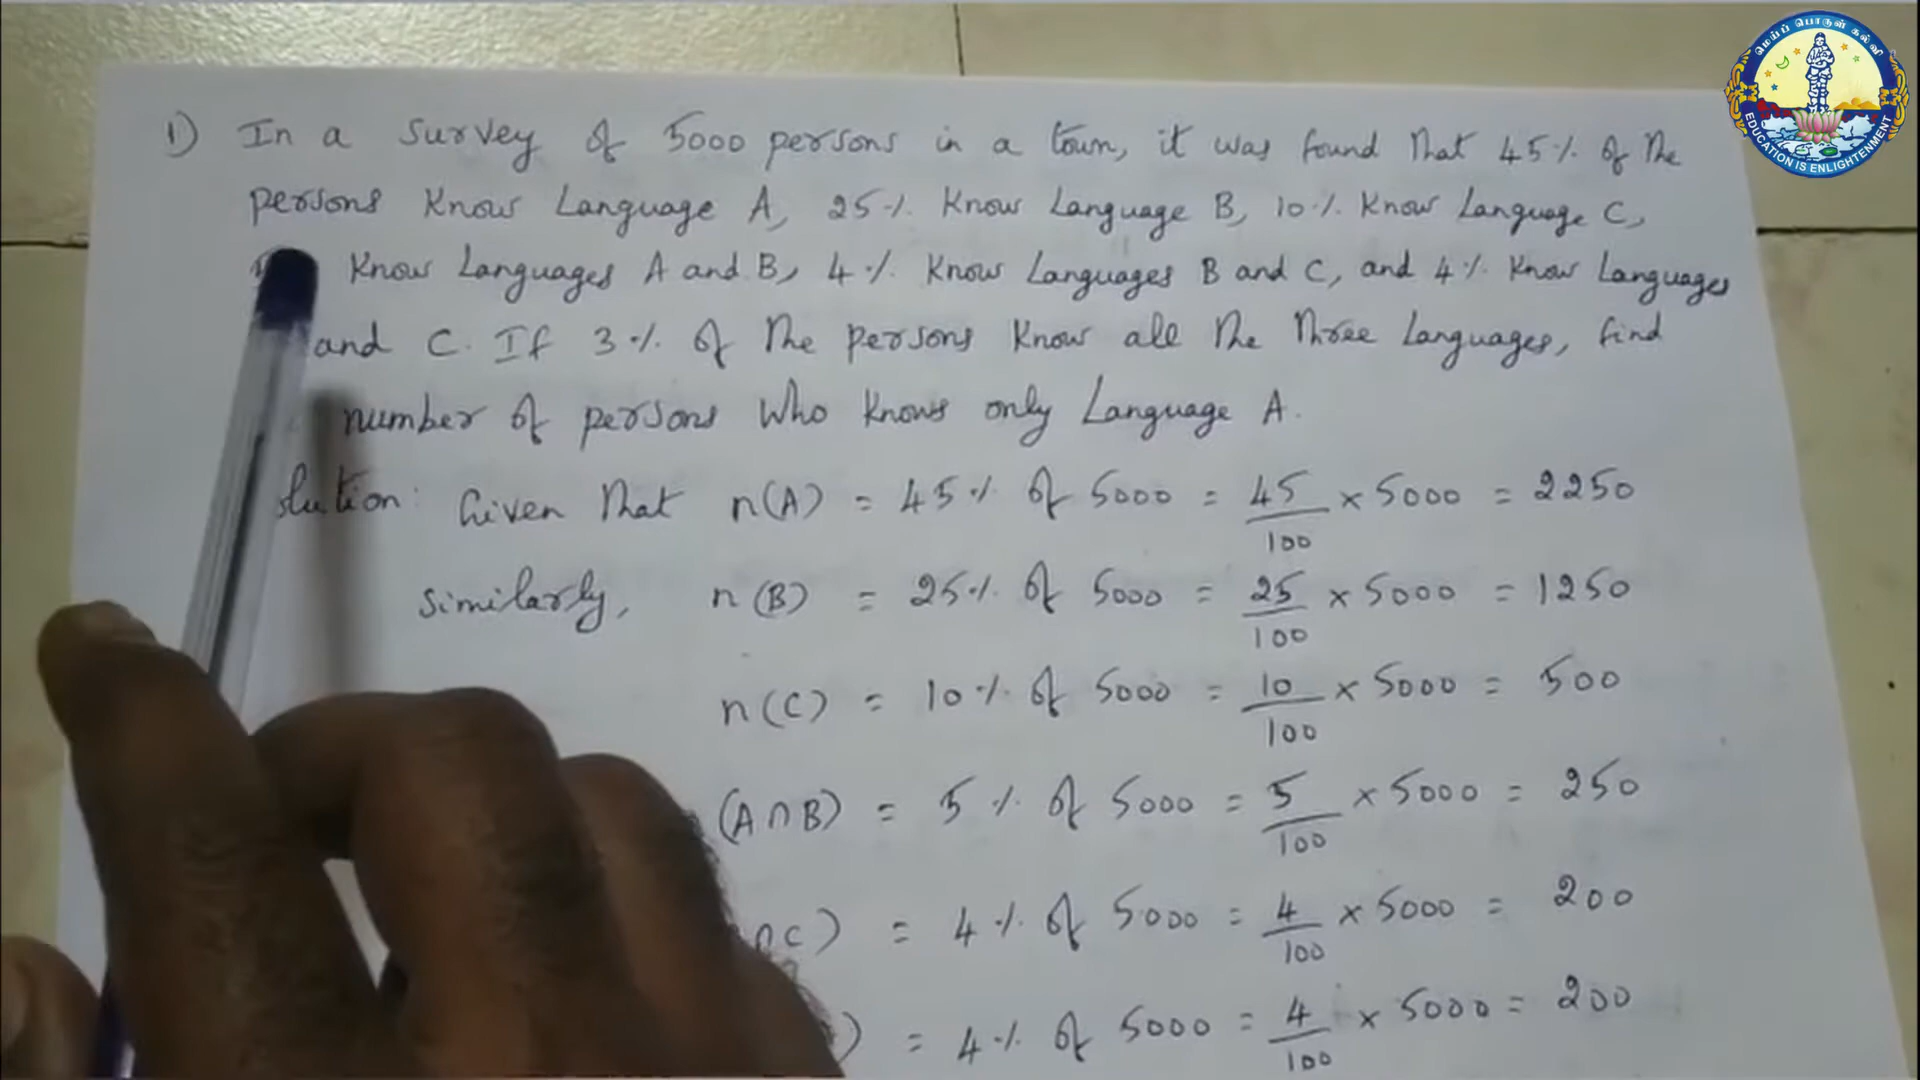 1) In a survey of 5000 persons in a town, it was found that 45% of the
persons know Language A, 25% know Language B, 10% know Language C,
know Languages A and B, 4% know Languages B and C, and 4% know Languages
and C. If 3% of the persons know all the three Languages, find
number of persons who knows only Language A.
lution: Given that n(A) = 45% of 5000 = 45/100 × 5000 = 2250
Similarly, n(B) = 25% of 5000 = 25/100 × 5000 = 1250
n(C) = 10% of 5000 = 10/100 × 5000 = 500
(A∩B) = 5% of 5000 = 5/100 × 5000 = 250
∩C) = 4% of 5000 = 4/100 × 5000 = 200
) = 4% of 5000 = 4/100 × 5000 = 200
மெய்ப் பொருள் கல்வி
EDUCATION IS ENLIGHTENMENT